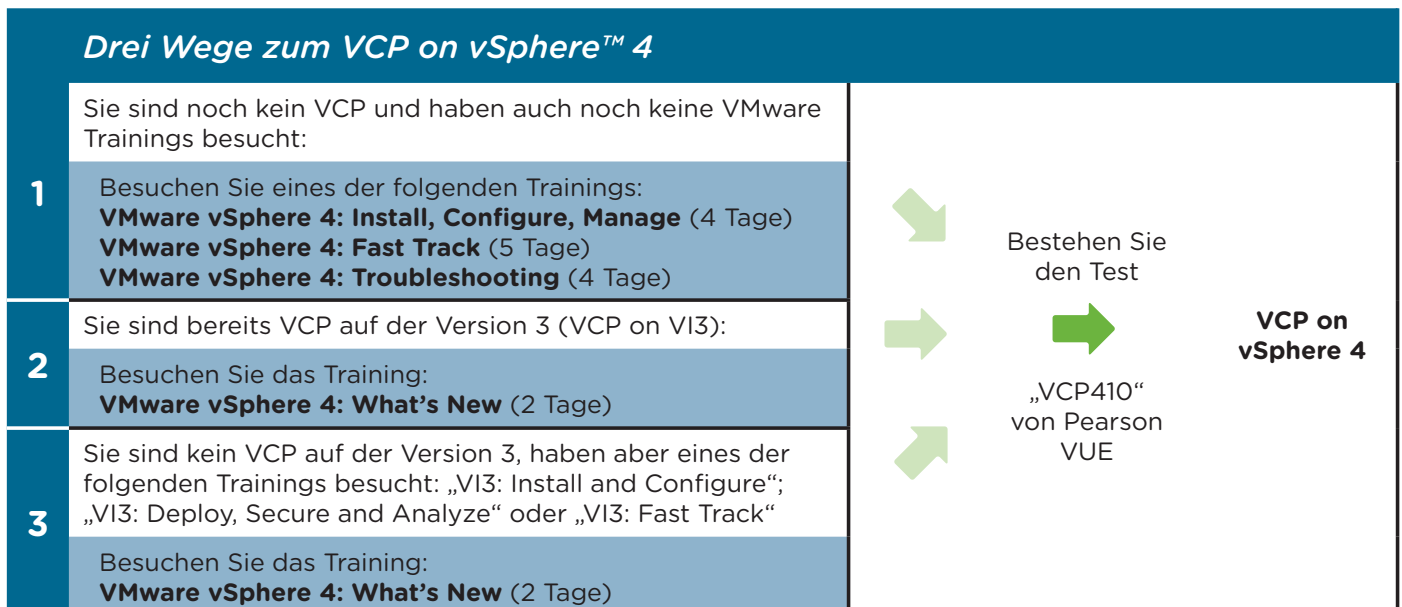 Drei Wege zum VCP on vSphere™ 4
1
Sie sind noch kein VCP und haben auch noch keine VMware
Trainings besucht:
Besuchen Sie eines der folgenden Trainings:
VMware vSphere 4: Install, Configure, Manage (4 Tage)
VMware vSphere 4: Fast Track (5 Tage)
VMware vSphere 4: Troubleshooting (4 Tage)
2
Sie sind bereits VCP auf der Version 3 (VCP on VI3):
Besuchen Sie das Training:
VMware vSphere 4: What's New (2 Tage)
3
Sie sind kein VCP auf der Version 3, haben aber eines der
folgenden Trainings besucht: „VI3: Install and Configure“;
„VI3: Deploy, Secure and Analyze“ oder „VI3: Fast Track“
Besuchen Sie das Training:
VMware vSphere 4: What's New (2 Tage)
Bestehen Sie
den Test
„VCP410“
von Pearson
VUE
VCP on
vSphere 4